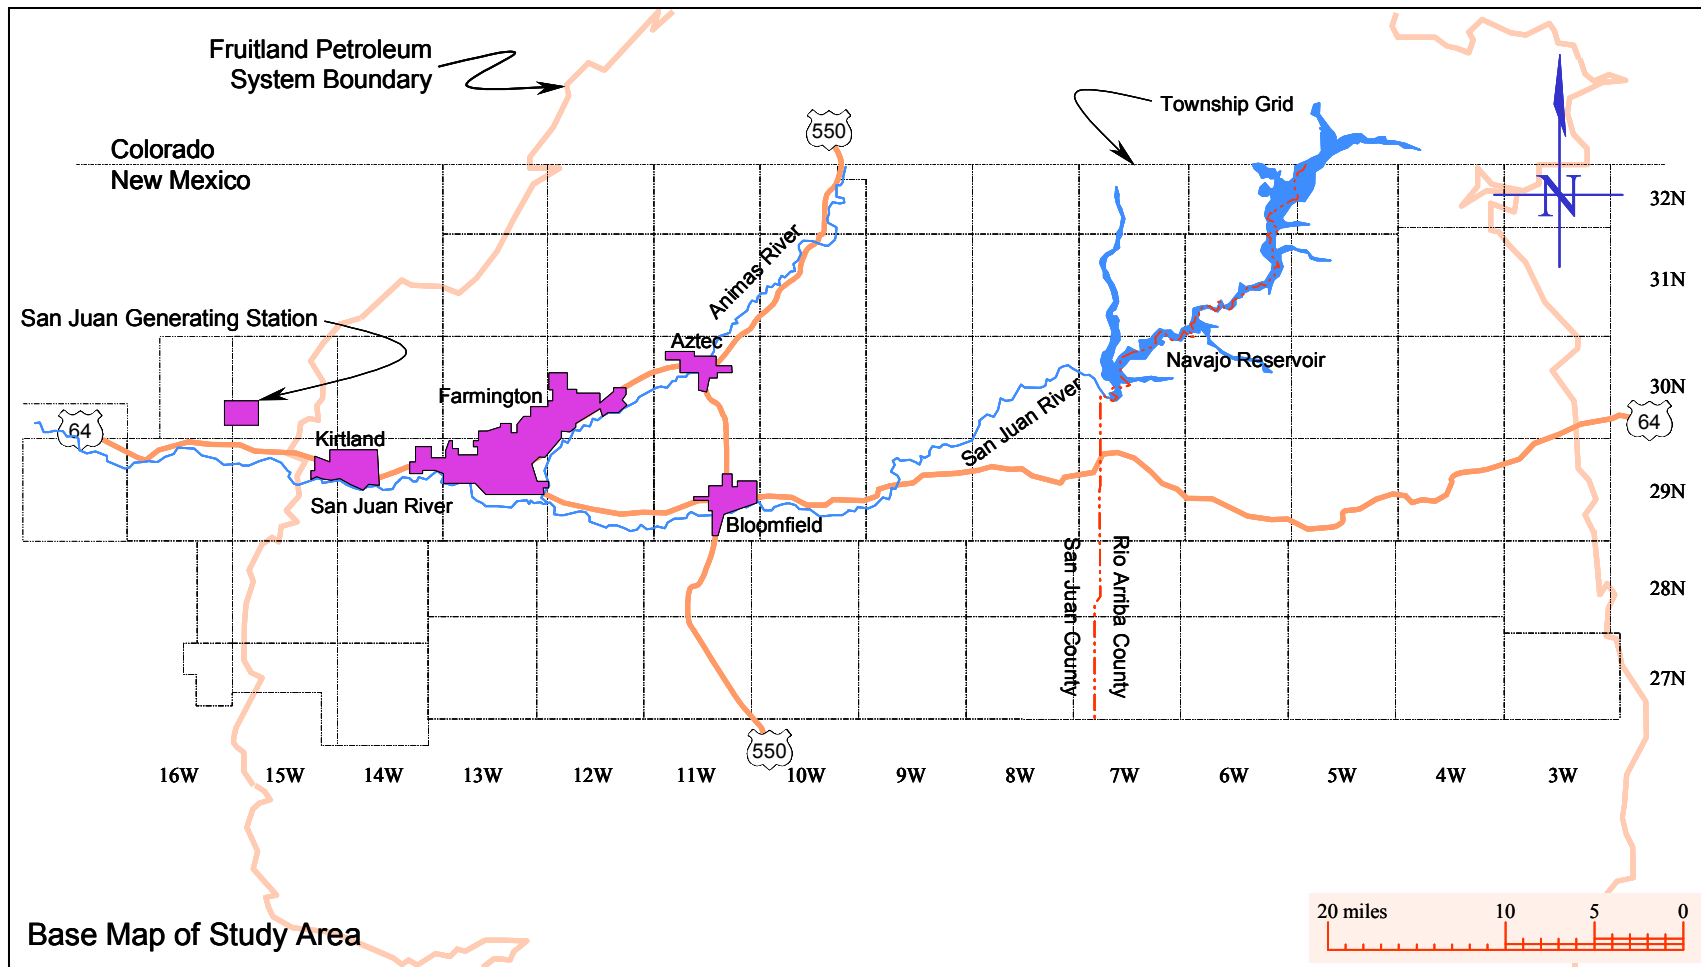 Fruitland Petroleum
System Boundary
Township Grid
550
Colorado
New Mexico
N
32N
Animas River
31N
San Juan Generating Station
Aztec
Navajo Reservoir
30N
Farmington
64
64
San Juan River
Kirtland
29N
San Juan River
Bloomfield
San Juan County
Rio Arriba County
28N
27N
550
16W 15W 14W 13W 12W 11W 10W 9W 8W 7W 6W 5W 4W 3W
20 miles 10 5 0
Base Map of Study Area